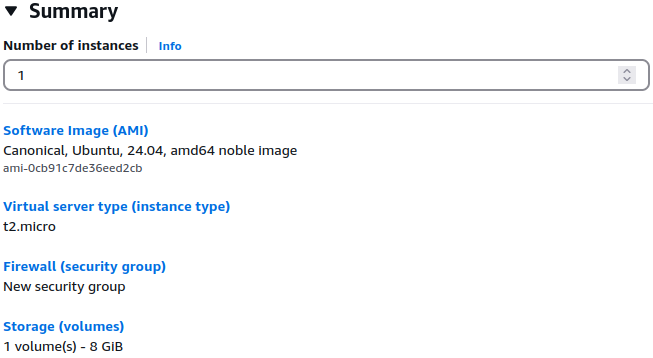 Summary
Number of instances Info
1
Software Image (AMI)
Canonical, Ubuntu, 24.04, amd64 noble image
ami-0cb91c7de36eed2cb
Virtual server type (instance type)
t2.micro
Firewall (security group)
New security group
Storage (volumes)
1 volume(s) - 8 GiB